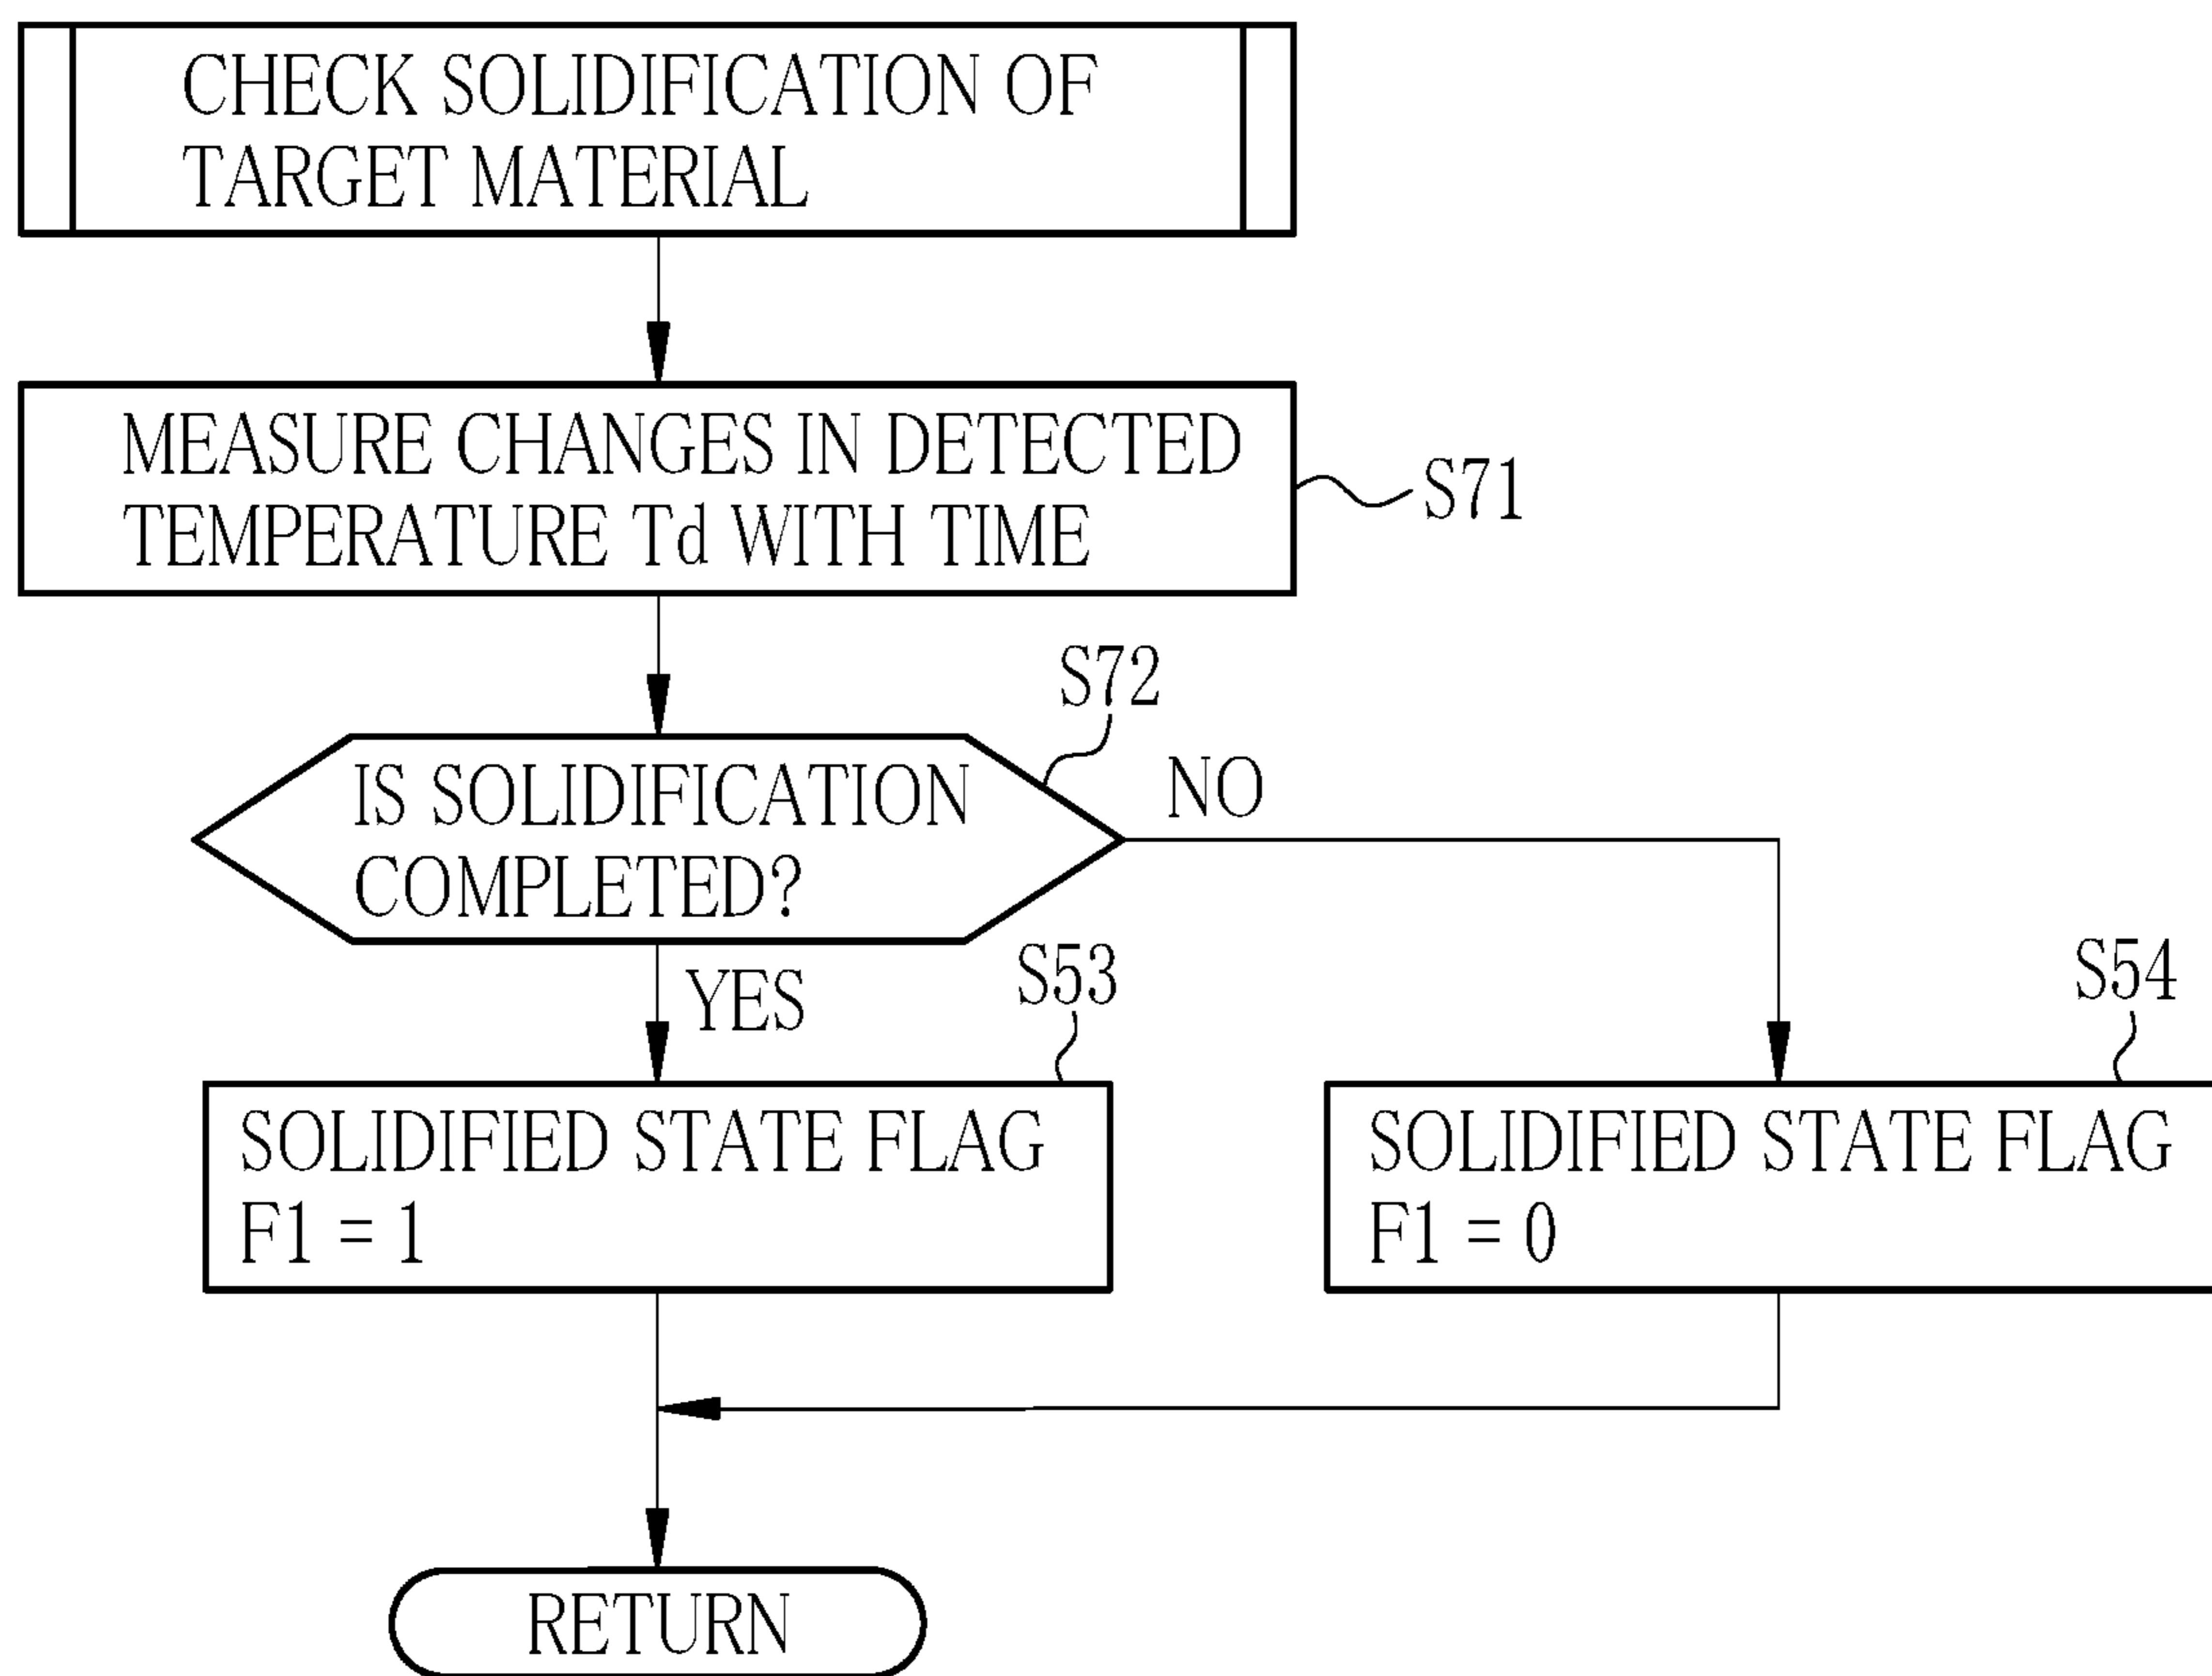 CHECK SOLIDIFICATION OF
TARGET MATERIAL
MEASURE CHANGES IN DETECTED
TEMPERATURE Td WITH TIME
S71
S72
IS SOLIDIFICATION
COMPLETED?
NO
YES
S53
SOLIDIFIED STATE FLAG
F1 = 1
S54
SOLIDIFIED STATE FLAG
F1 = 0
RETURN